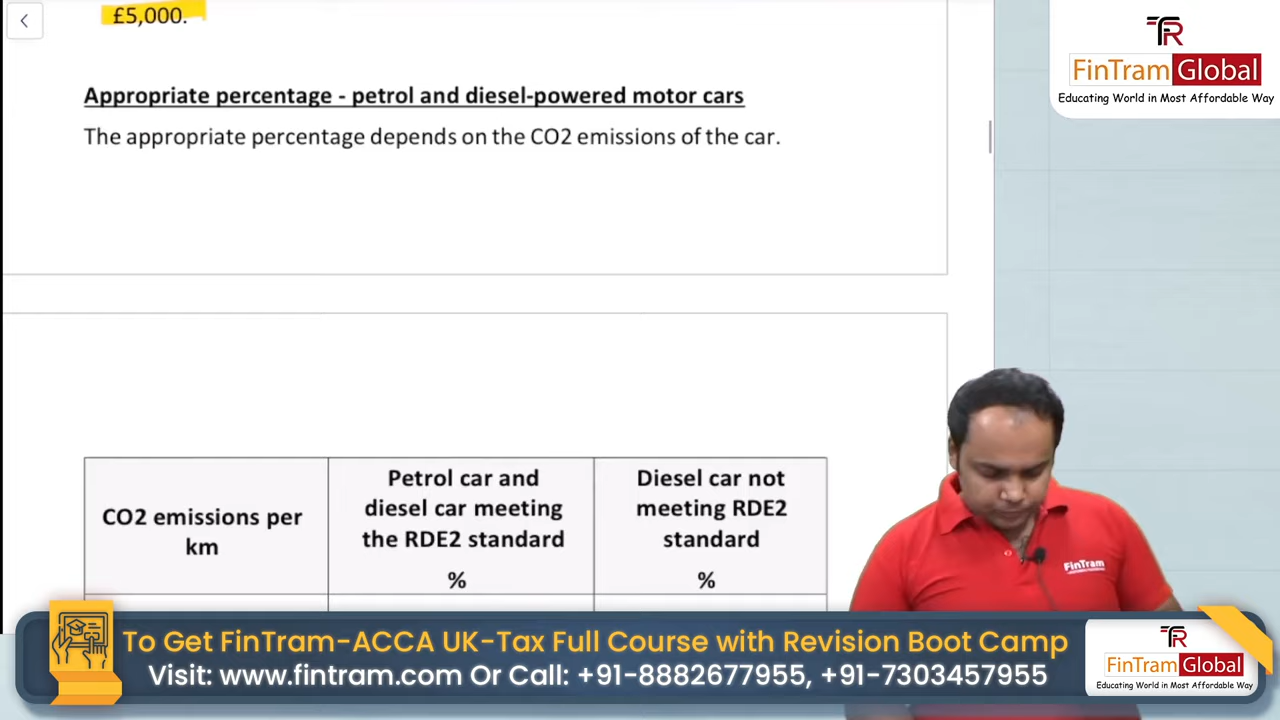 £5,000.
TR
FinTram Global
Educating World in Most Affordable Way
Appropriate percentage - petrol and diesel-powered motor cars
The appropriate percentage depends on the CO2 emissions of the car.
CO2 emissions per
km
Petrol car and
diesel car meeting
the RDE2 standard
%
Diesel car not
meeting RDE2
standard
%
FinTram
To Get FinTram-ACCA UK-Tax Full Course with Revision Boot Camp
Visit: www.fintram.com Or Call: +91-8882677955, +91-7303457955
TR
FinTram Global
Educating World in Most Affordable Way